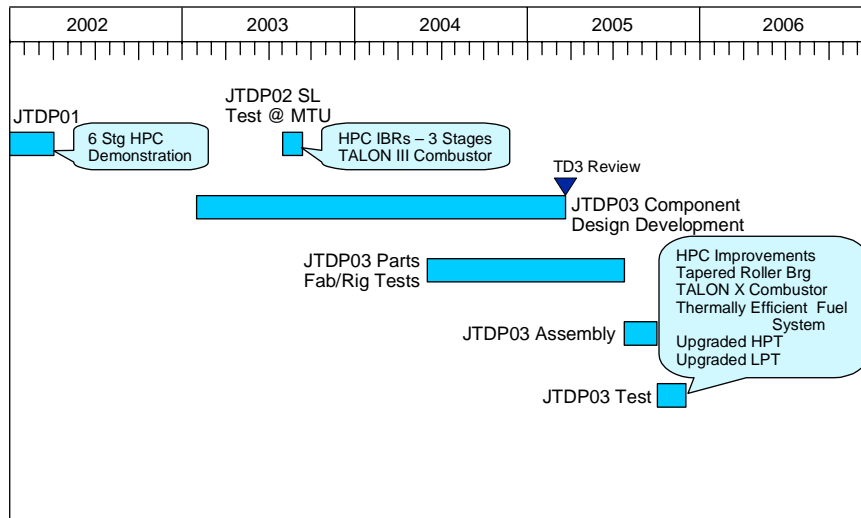 2002 2003 2004 2005 2006
JTDP01
6 Stg HPC
Demonstration
JTDP02 SL
Test @ MTU
HPC IBRs – 3 Stages
TALON III Combustor
TD3 Review
JTDP03 Component
Design Development
JTDP03 Parts
Fab/Rig Tests
HPC Improvements
Tapered Roller Brg
TALON X Combustor
Thermally Efficient Fuel
System
Upgraded HPT
Upgraded LPT
JTDP03 Assembly
JTDP03 Test